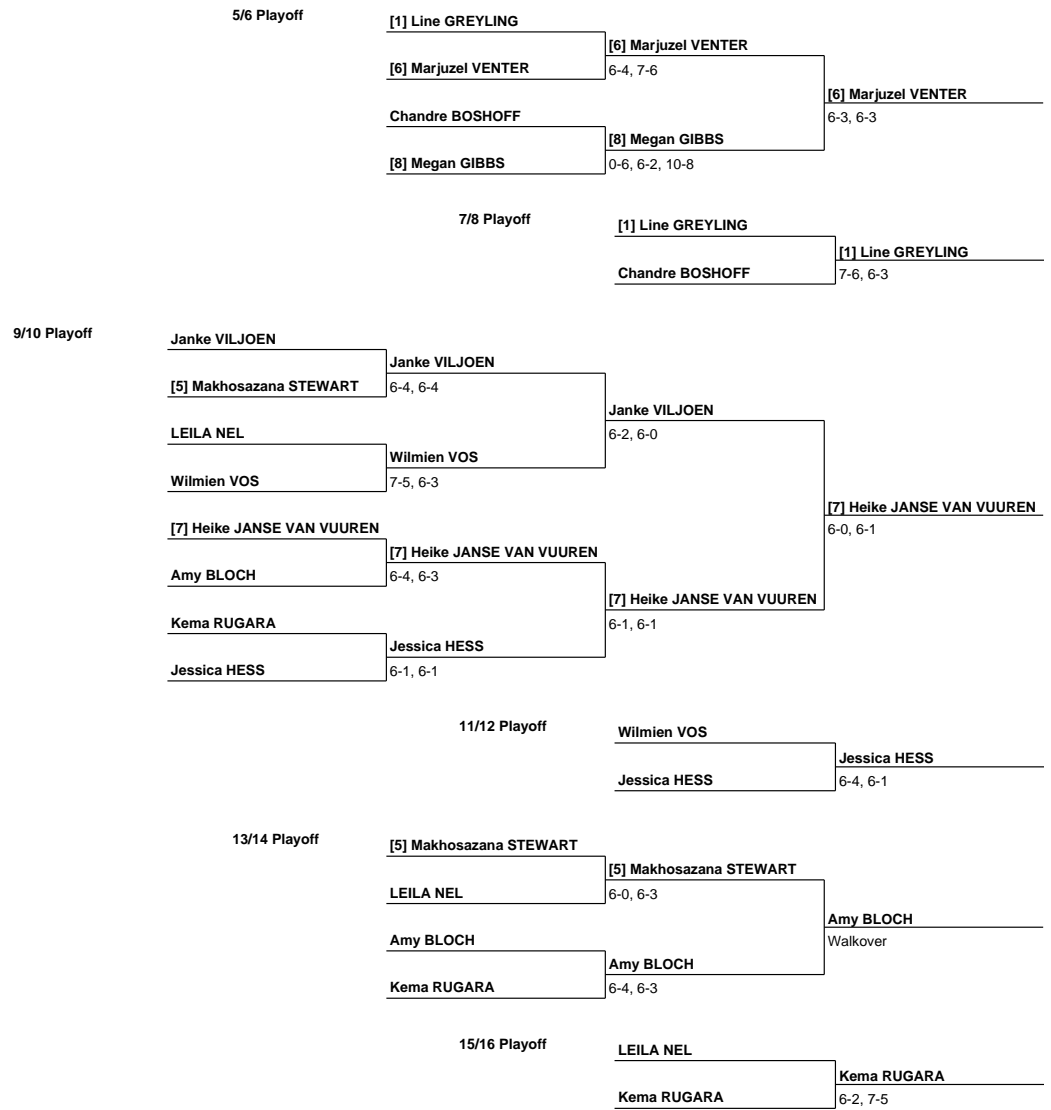 5/6 Playoff
[1] Line GREYLING
[6] Marjuzel VENTER
[6] Marjuzel VENTER
6-4, 7-6
[6] Marjuzel VENTER
6-3, 6-3
Chandre BOSHOFF
[8] Megan GIBBS
[8] Megan GIBBS
0-6, 6-2, 10-8
7/8 Playoff
[1] Line GREYLING
[1] Line GREYLING
Chandre BOSHOFF
7-6, 6-3
9/10 Playoff
Janke VILJOEN
Janke VILJOEN
[5] Makhosazana STEWART
6-4, 6-4
Janke VILJOEN
6-2, 6-0
LEILA NEL
Wilmien VOS
Wilmien VOS
7-5, 6-3
[7] Heike JANSE VAN VUUREN
6-0, 6-1
[7] Heike JANSE VAN VUUREN
[7] Heike JANSE VAN VUUREN
Amy BLOCH
6-4, 6-3
[7] Heike JANSE VAN VUUREN
6-1, 6-1
Kema RUGARA
Jessica HESS
Jessica HESS
6-1, 6-1
11/12 Playoff
Wilmien VOS
Jessica HESS
Jessica HESS
6-4, 6-1
13/14 Playoff
[5] Makhosazana STEWART
[5] Makhosazana STEWART
LEILA NEL
6-0, 6-3
Amy BLOCH
Walkover
Amy BLOCH
Amy BLOCH
Kema RUGARA
6-4, 6-3
15/16 Playoff
LEILA NEL
Kema RUGARA
Kema RUGARA
6-2, 7-5